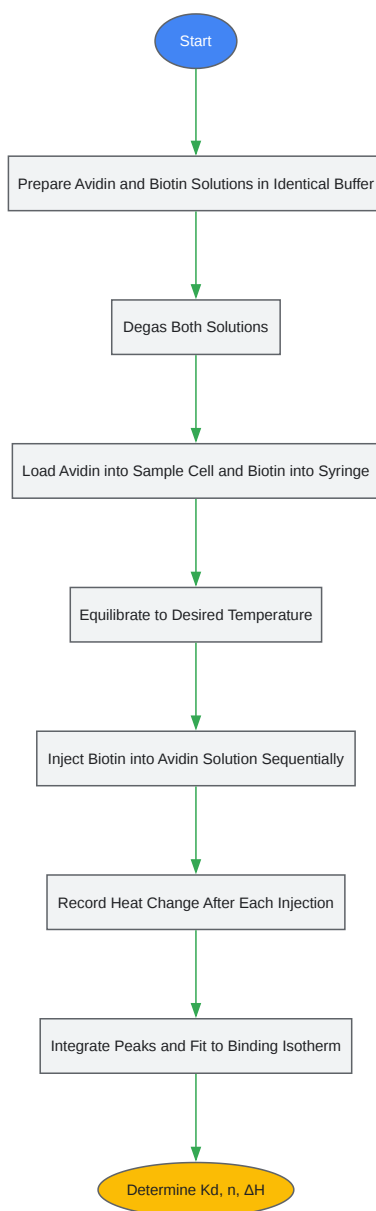 Start
Prepare Avidin and Biotin Solutions in Identical Buffer
Degas Both Solutions
Load Avidin into Sample Cell and Biotin into Syringe
Equilibrate to Desired Temperature
Inject Biotin into Avidin Solution Sequentially
Record Heat Change After Each Injection
Integrate Peaks and Fit to Binding Isotherm
Determine Kd, n, ΔH